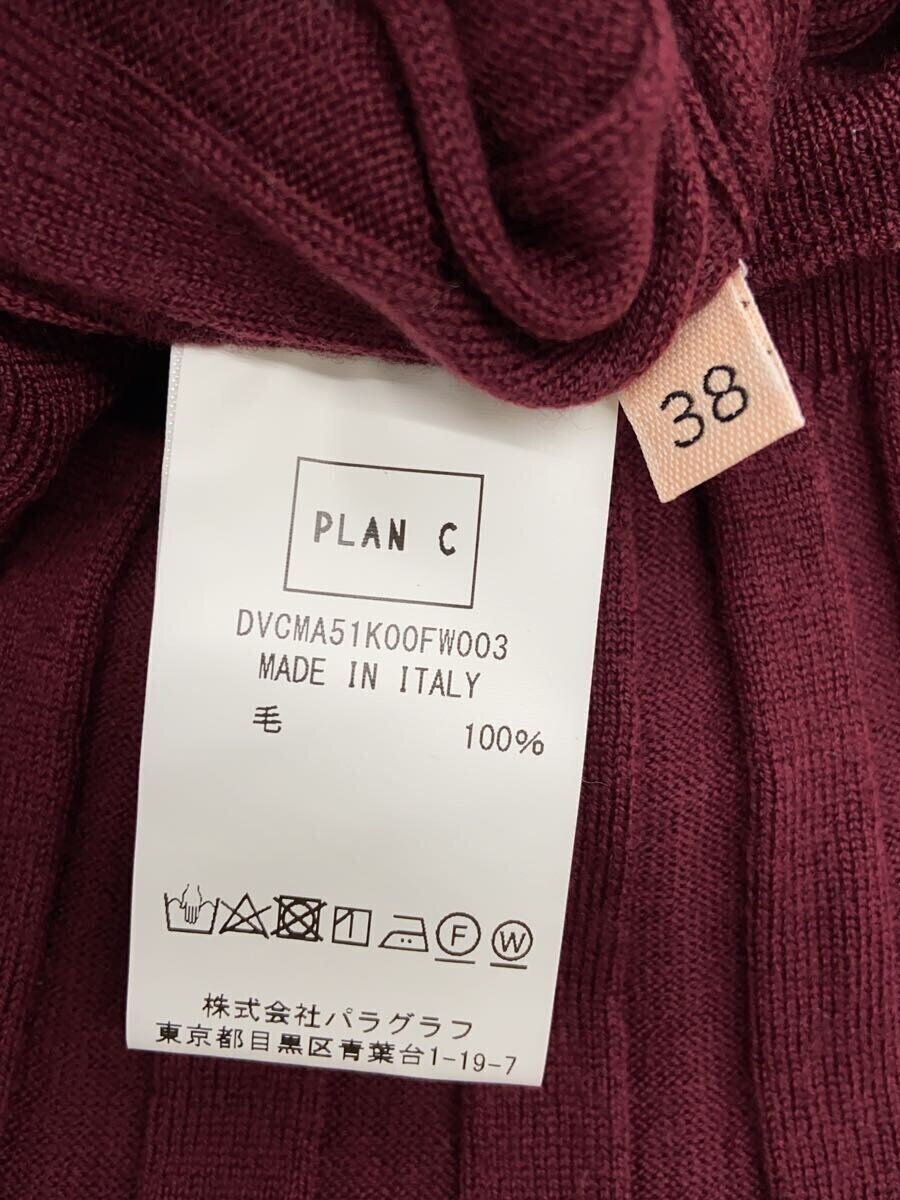 38
PLAN C
DVCMA51K00FW003
MADE IN ITALY
毛 100%
F W
株式会社パラグラフ
東京都目黒区青葉台1-19-7